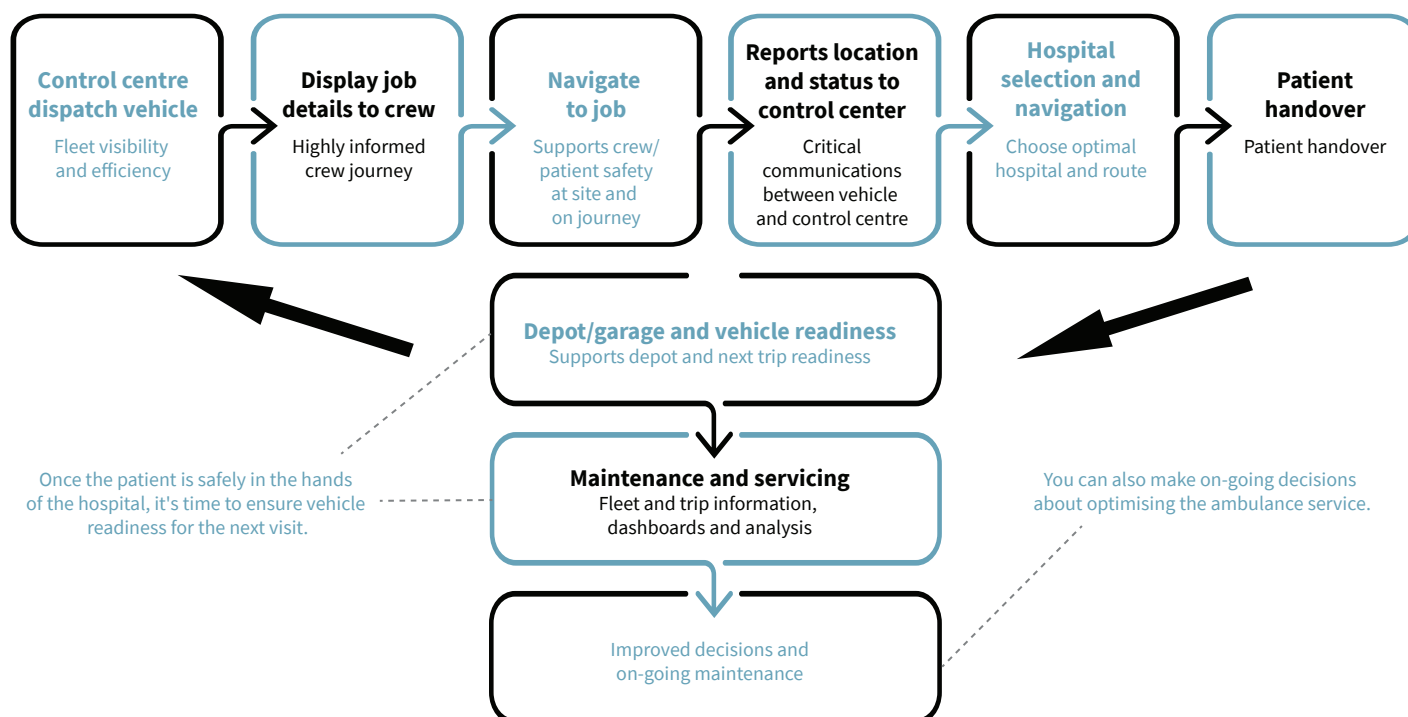 Control centre
dispatch vehicle
Fleet visibility
and efficiency
Display job
details to crew
Highly informed
crew journey
Navigate
to job
Supports crew/
patient safety
at site and
on journey
Reports location
and status to
control center
Critical
communications
between vehicle
and control centre
Hospital
selection and
navigation
Choose optimal
hospital and route
Patient
handover
Patient handover
Depot/garage and vehicle readiness
Supports depot and next trip readiness
Once the patient is safely in the hands
of the hospital, it's time to ensure vehicle
readiness for the next visit.
Maintenance and servicing
Fleet and trip information,
dashboards and analysis
You can also make on-going decisions
about optimising the ambulance service.
Improved decisions and
on-going maintenance